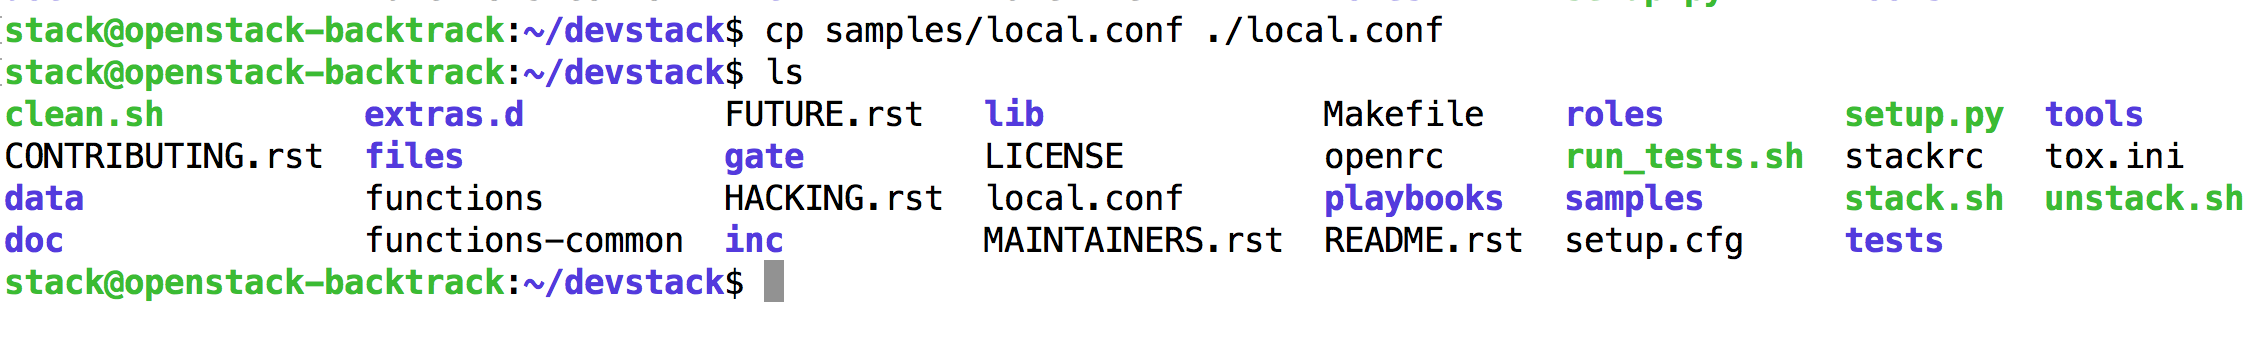 stack@openstack-backtrack:~/devstack$ cp samples/local.conf ./local.conf
stack@openstack-backtrack:~/devstack$ ls
clean.sh extras.d FUTURE.rst lib Makefile roles setup.py tools
CONTRIBUTING.rst files gate LICENSE openrc run_tests.sh stackrc tox.ini
data functions HACKING.rst local.conf playbooks samples stack.sh unstack.sh
doc functions-common inc MAINTAINERS.rst README.rst setup.cfg tests
stack@openstack-backtrack:~/devstack$